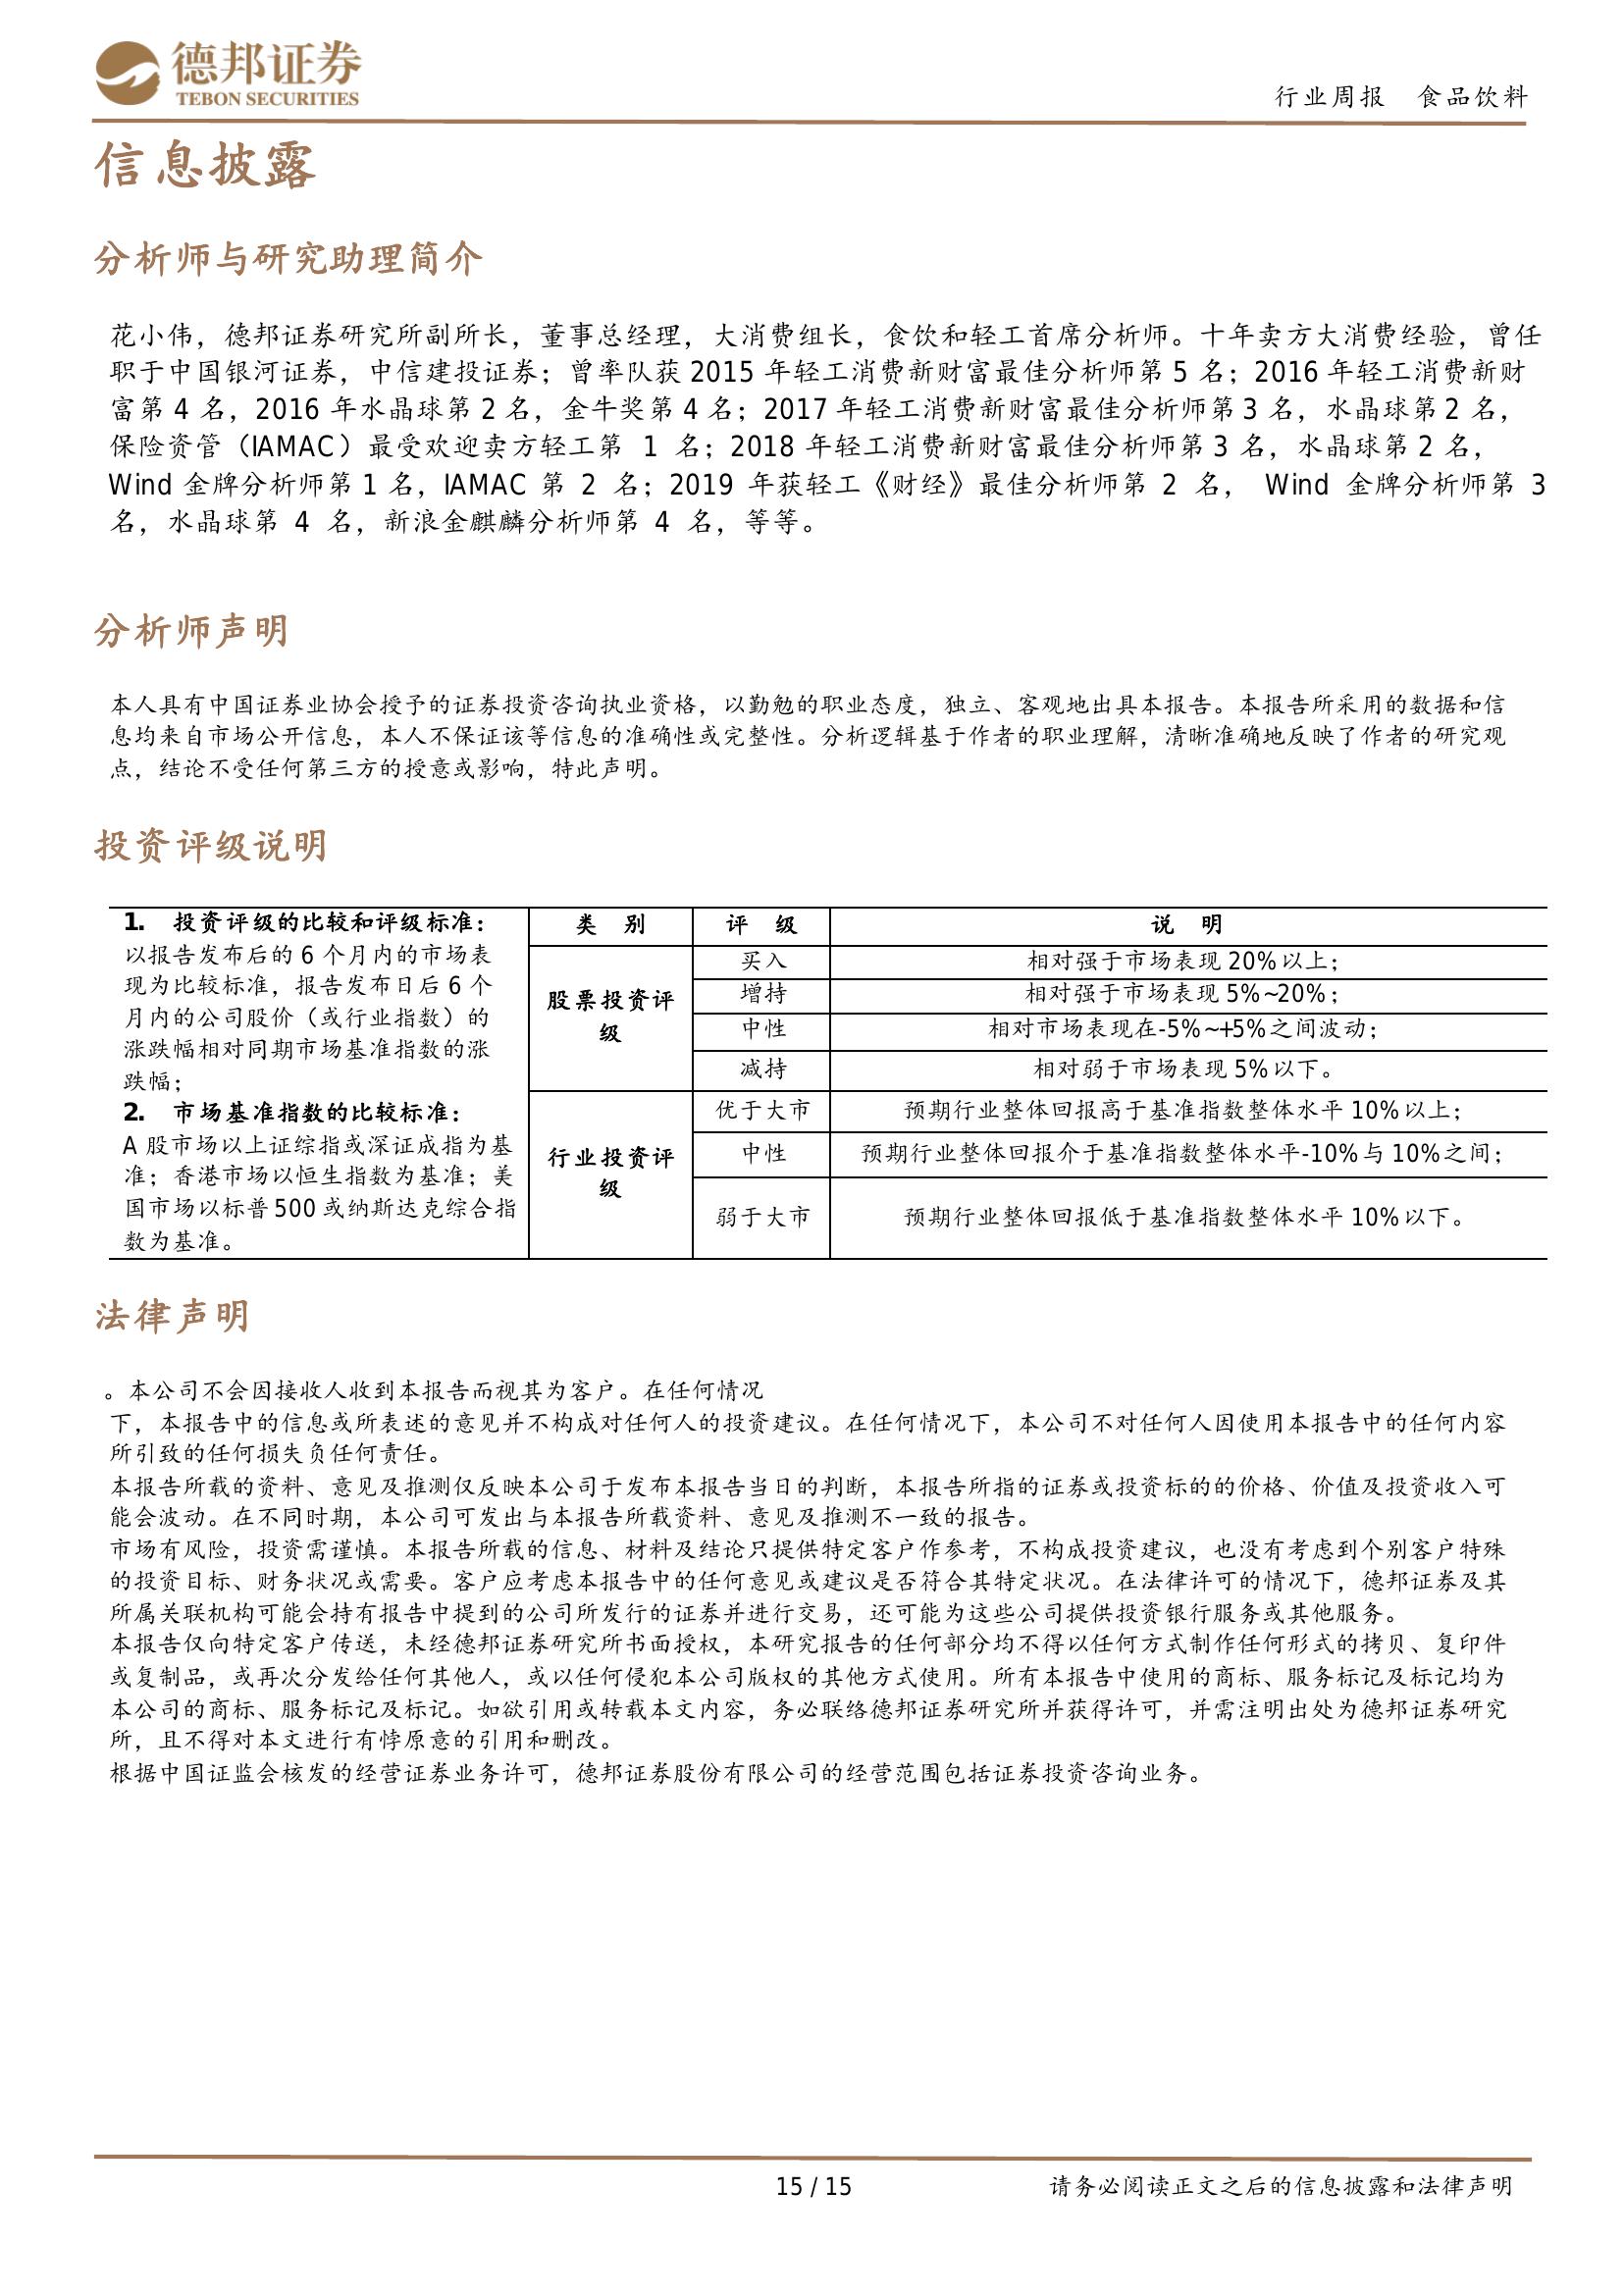 德邦证券
TEBON SECURITIES
行业周报 食品饮料
信息披露
分析师与研究助理简介
花小伟，德邦证券研究所副所长，董事总经理，大消费组长，食饮和轻工首席分析师。十年卖方大消费经验，曾任
职于中国银河证券，中信建投证券；曾率队获 2015 年轻工消费新财富最佳分析师第 5 名；2016 年轻工消费新财
富第 4 名，2016 年水晶球第 2 名，金牛奖第 4 名；2017 年轻工消费新财富最佳分析师第 3 名，水晶球第 2 名，
保险资管（IAMAC）最受欢迎卖方轻工第 1 名；2018 年轻工消费新财富最佳分析师第 3 名，水晶球第 2 名，
Wind 金牌分析师第 1 名，IAMAC 第 2 名；2019 年获轻工《财经》最佳分析师第 2 名， Wind 金牌分析师第 3
名，水晶球第 4 名，新浪金麒麟分析师第 4 名，等等。
分析师声明
本人具有中国证券业协会授予的证券投资咨询执业资格，以勤勉的职业态度，独立、客观地出具本报告。本报告所采用的数据和信
息均来自市场公开信息，本人不保证该等信息的准确性或完整性。分析逻辑基于作者的职业理解，清晰准确地反映了作者的研究观
点，结论不受任何第三方的授意或影响，特此声明。
投资评级说明
1. 投资评级的比较和评级标准：
以报告发布后的 6 个月内的市场表
现为比较标准，报告发布日后 6 个
月内的公司股价（或行业指数）的
涨跌幅相对同期市场基准指数的涨
跌幅；
2. 市场基准指数的比较标准：
A 股市场以上证综指或深证成指为基
准；香港市场以恒生指数为基准；美
国市场以标普 500 或纳斯达克综合指
数为基准。
类 别 评 级 说 明
股票投资评
级
买入 相对强于市场表现 20%以上；
增持 相对强于市场表现 5%~20%；
中性 相对市场表现在-5%~+5%之间波动；
减持 相对弱于市场表现 5%以下。
行业投资评
级
优于大市 预期行业整体回报高于基准指数整体水平 10%以上；
中性 预期行业整体回报介于基准指数整体水平-10%与 10%之间；
弱于大市 预期行业整体回报低于基准指数整体水平 10%以下。
法律声明
。本公司不会因接收人收到本报告而视其为客户。在任何情况
下，本报告中的信息或所表述的意见并不构成对任何人的投资建议。在任何情况下，本公司不对任何人因使用本报告中的任何内容
所引致的任何损失负任何责任。
本报告所载的资料、意见及推测仅反映本公司于发布本报告当日的判断，本报告所指的证券或投资标的的价格、价值及投资收入可
能会波动。在不同时期，本公司可发出与本报告所载资料、意见及推测不一致的报告。
市场有风险，投资需谨慎。本报告所载的信息、材料及结论只提供特定客户作参考，不构成投资建议，也没有考虑到个别客户特殊
的投资目标、财务状况或需要。客户应考虑本报告中的任何意见或建议是否符合其特定状况。在法律许可的情况下，德邦证券及其
所属关联机构可能会持有报告中提到的公司所发行的证券并进行交易，还可能为这些公司提供投资银行服务或其他服务。
本报告仅向特定客户传送，未经德邦证券研究所书面授权，本研究报告的任何部分均不得以任何方式制作任何形式的拷贝、复印件
或复制品，或再次分发给任何其他人，或以任何侵犯本公司版权的其他方式使用。所有本报告中使用的商标、服务标记及标记均为
本公司的商标、服务标记及标记。如欲引用或转载本文内容，务必联络德邦证券研究所并获得许可，并需注明出处为德邦证券研究
所，且不得对本文进行有悖原意的引用和删改。
根据中国证监会核发的经营证券业务许可，德邦证券股份有限公司的经营范围包括证券投资咨询业务。
15 / 15
请务必阅读正文之后的信息披露和法律声明